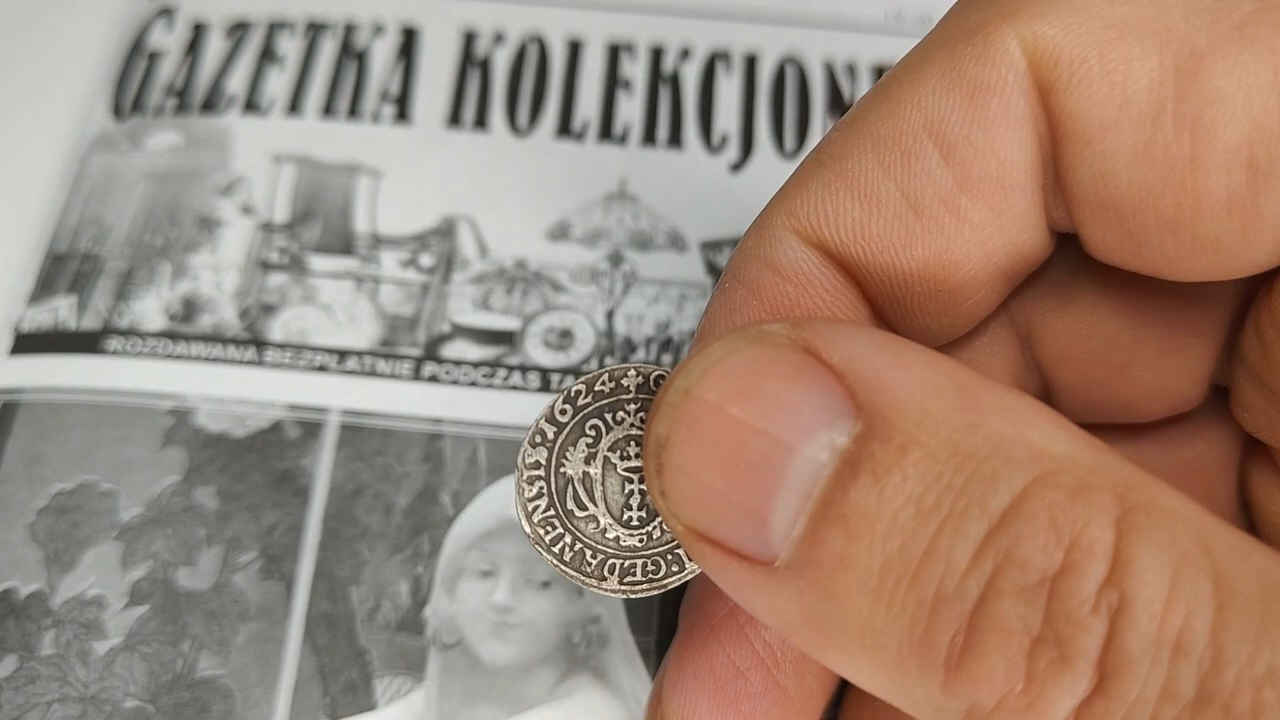 GAZETKA KOLEKCJON
ROZDAWANA BEZPŁATNIE PODCZAS TA
GEDANENSIS·1624